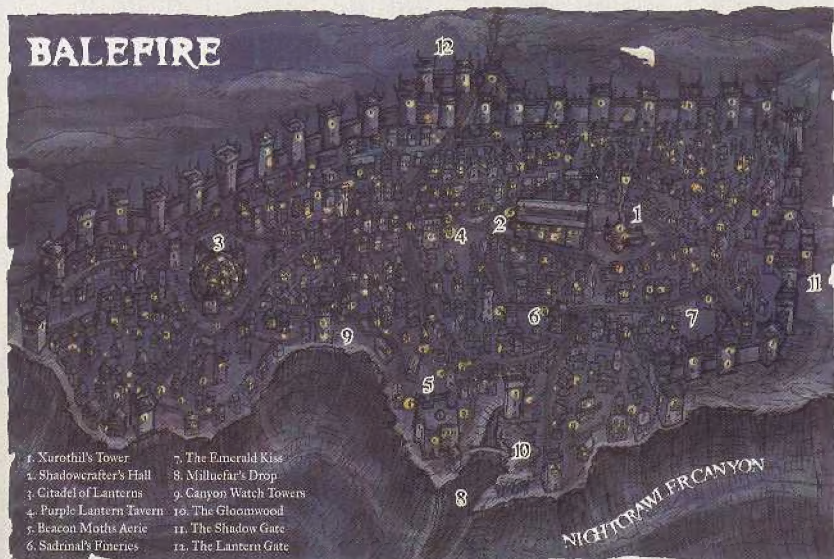 BALEFIRE
12
3
4
2
1
11
9
6
7
5
10
8
NIGHTCRAWLER CANYON
1. Xurothil's Tower
2. Shadowcrafter's Hall
3. Citadel of Lanterns
4. Purple Lantern Tavern
5. Beacon Moths Aerie
6. Sadrinal's Fineries
7. The Emerald Kiss
8. Milluefar's Drop
9. Canyon Watch Towers
10. The Gloomwood
11. The Shadow Gate
12. The Lantern Gate